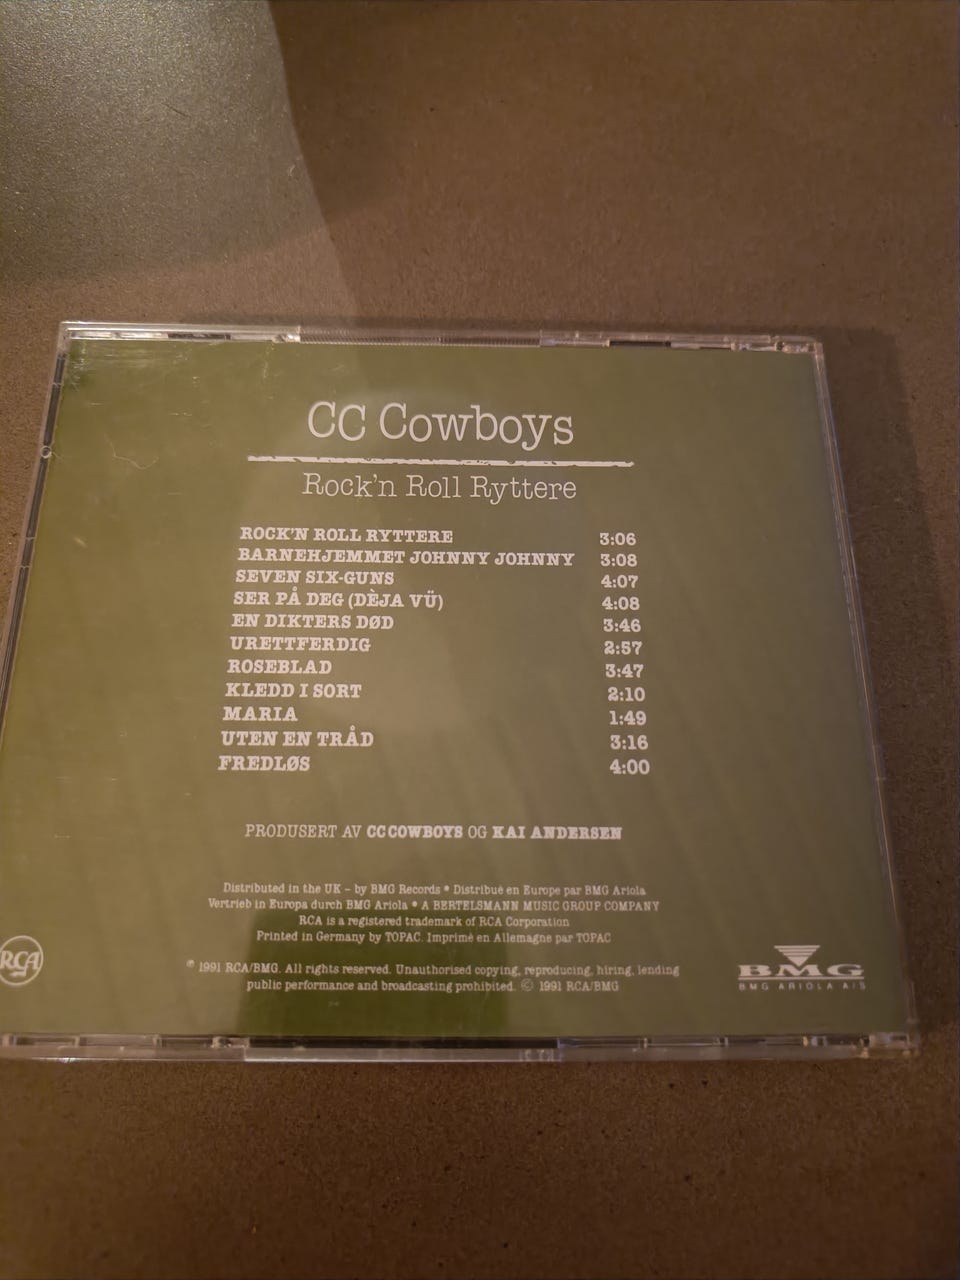 CC Cowboys
Rock'n Roll Ryttere
ROCK'N ROLL RYTTERE 3:06
BARNEHJEMMET JOHNNY JOHNNY 3:08
SEVEN SIX-GUNS 4:07
SER PÅ DEG (DÈJA VÜ) 4:08
EN DIKTERS DØD 3:46
URETTFERDIG 2:57
ROSEBLAD 3:47
KLEDD I SORT 2:10
MARIA 1:49
UTEN EN TRÅD 3:16
FREDLØS 4:00
PRODUSERT AV CC COWBOYS OG KAI ANDERSEN
Distributed in the UK – by BMG Records • Distribué en Europe par BMG Ariola
Vertrieb in Europa durch BMG Ariola • A BERTELSMANN MUSIC GROUP COMPANY
RCA is a registered trademark of RCA Corporation
Printed in Germany by TOPAC. Imprimé en Allemagne par TOPAC
℗ 1991 RCA/BMG. All rights reserved. Unauthorised copying, reproducing, hiring, lending
public performance and broadcasting prohibited. © 1991 RCA/BMG
RCA
BMG
BMG ARIOLA A/S